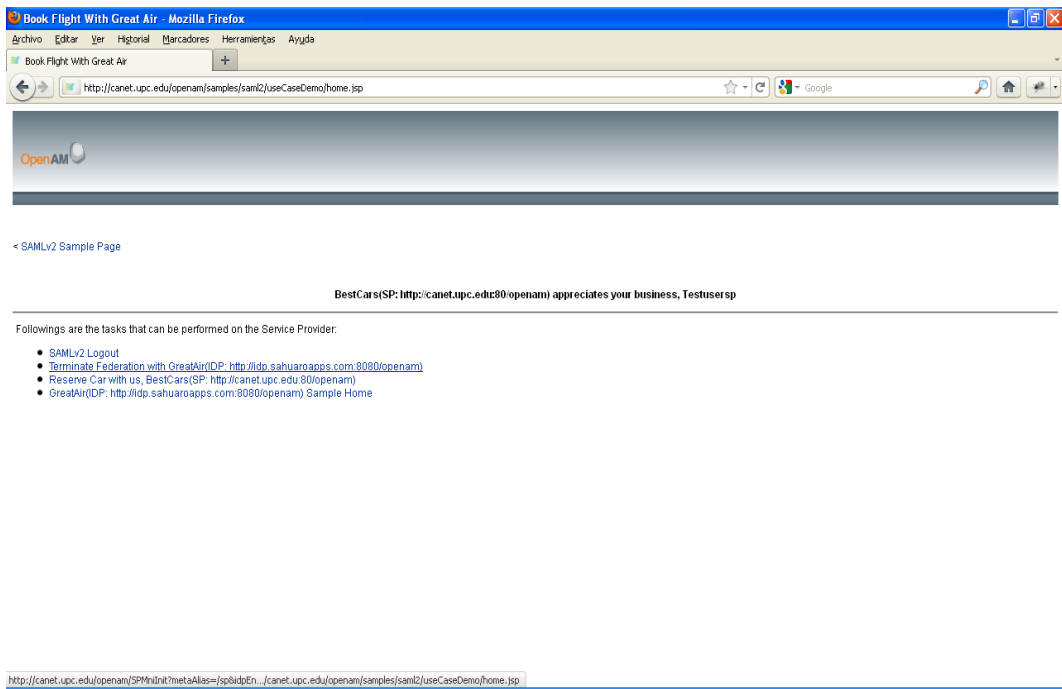 Book Flight With Great Air - Mozilla Firefox
Archivo Editar Ver Historial Marcadores Herramientas Ayuda
Book Flight With Great Air +
http://canet.upc.edu/openam/samples/saml2/useCaseDemo/home.jsp Google
OpenAM
< SAMLv2 Sample Page
BestCars(SP: http://canet.upc.edu:80/openam) appreciates your business, Testusersp
Followings are the tasks that can be performed on the Service Provider:
SAMLv2 Logout
Terminate Federation with GreatAir(IDP: http://idp.sahuaroapps.com:8080/openam)
Reserve Car with us, BestCars(SP: http://canet.upc.edu:80/openam)
GreatAir(IDP: http://idp.sahuaroapps.com:8080/openam) Sample Home
http://canet.upc.edu/openam/SPMniInit?metaAlias=/sp&idpEn.../canet.upc.edu/openam/samples/saml2/useCaseDemo/home.jsp